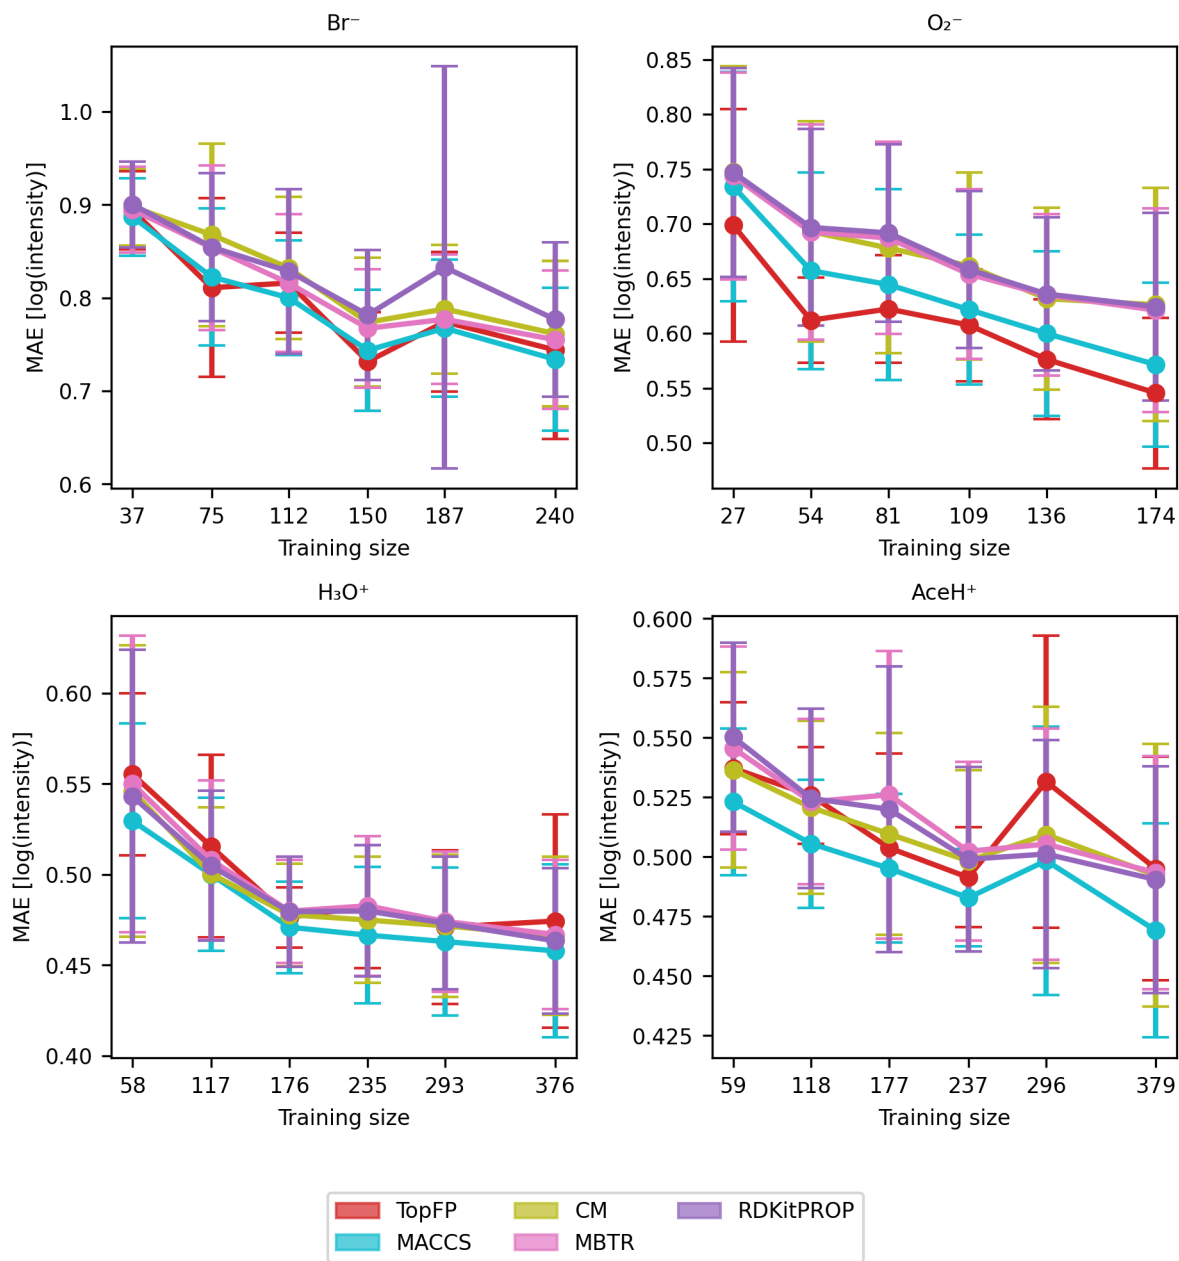 Br⁻
MAE [log(intensity)]
1.0
0.9
0.8
0.7
0.6
37 75 112 150 187 240
Training size
O₂⁻
MAE [log(intensity)]
0.85
0.80
0.75
0.70
0.65
0.60
0.55
0.50
27 54 81 109 136 174
Training size
H₃O⁺
MAE [log(intensity)]
0.60
0.55
0.50
0.45
0.40
58 117 176 235 293 376
Training size
AceH⁺
MAE [log(intensity)]
0.600
0.575
0.550
0.525
0.500
0.475
0.450
0.425
59 118 177 237 296 379
Training size
TopFP CM RDKitPROP
MACCS MBTR